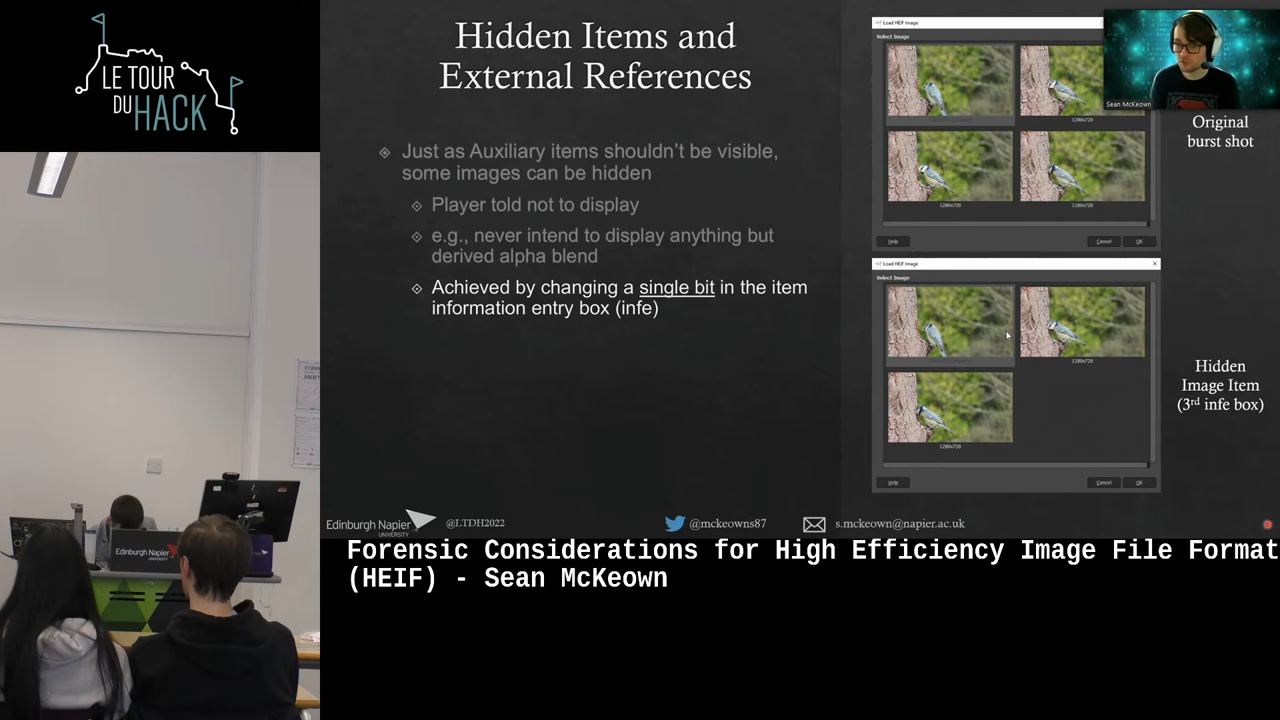 LE TOUR
DU HACK
Hidden Items and
External References
Just as Auxiliary items shouldn't be visible,
some images can be hidden
Player told not to display
e.g., never intend to display anything but
derived alpha blend
Achieved by changing a single bit in the item
information entry box (infe)
Load HEIF Image
Select Image
1280x720
1280x720
1280x720
Help
Cancel
OK
Sean McKeown
Original
burst shot
Load HEIF Image
Select Image
1280x720
1280x720
Help
Cancel
OK
Hidden
Image Item
(3rd infe box)
Edinburgh Napier
UNIVERSITY
@LTDH2022
@mckeowns87
s.mckeown@napier.ac.uk
Edinburgh Napier
Forensic Considerations for High Efficiency Image File Format
(HEIF) - Sean McKeown